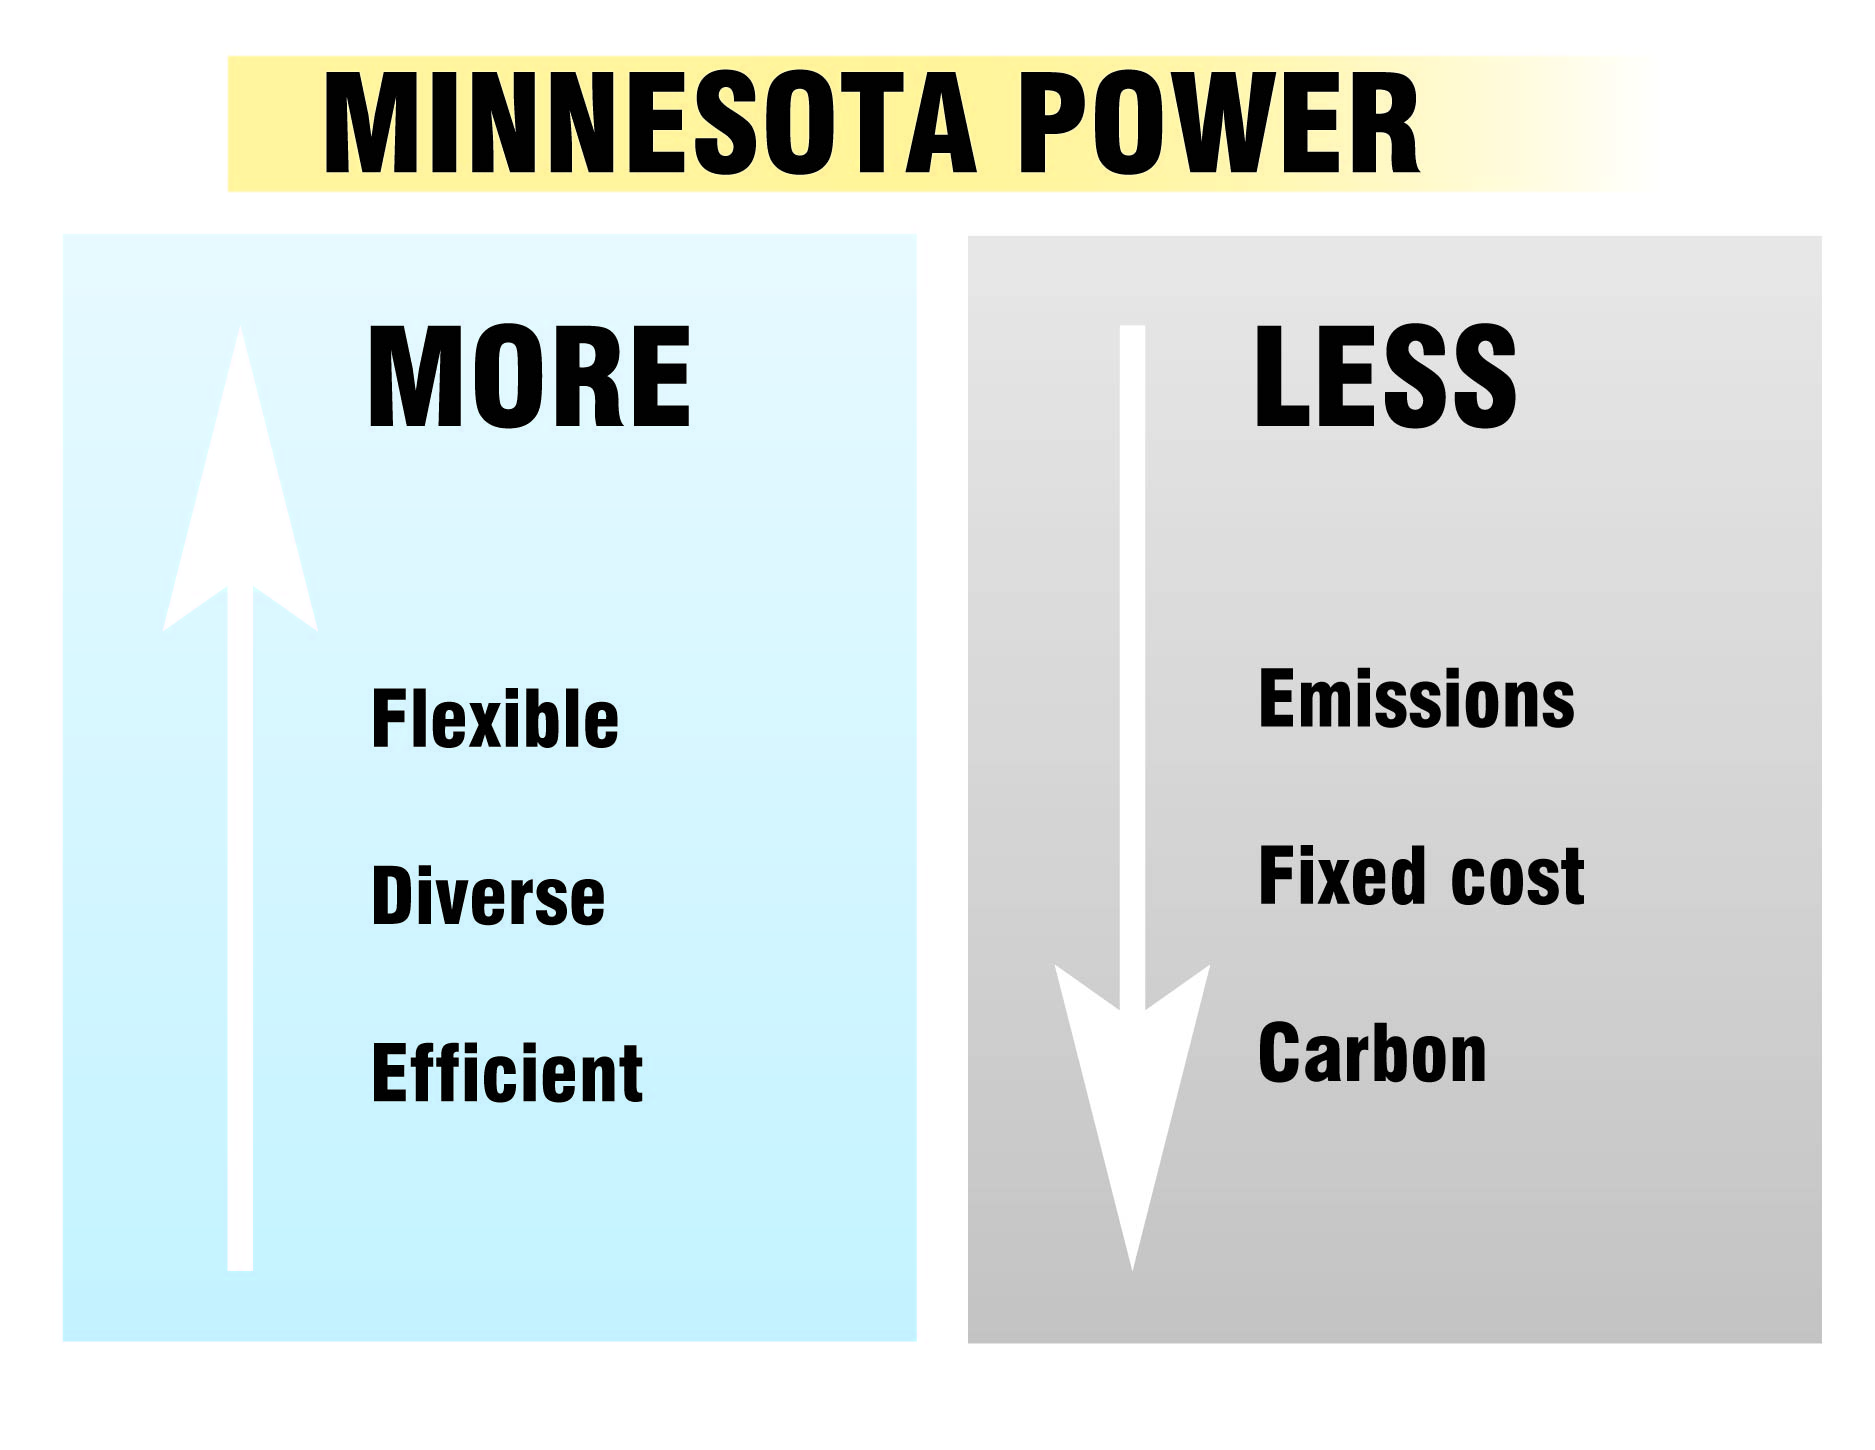 MINNESOTA POWER
MORE
Flexible
Diverse
Efficient
LESS
Emissions
Fixed cost
Carbon